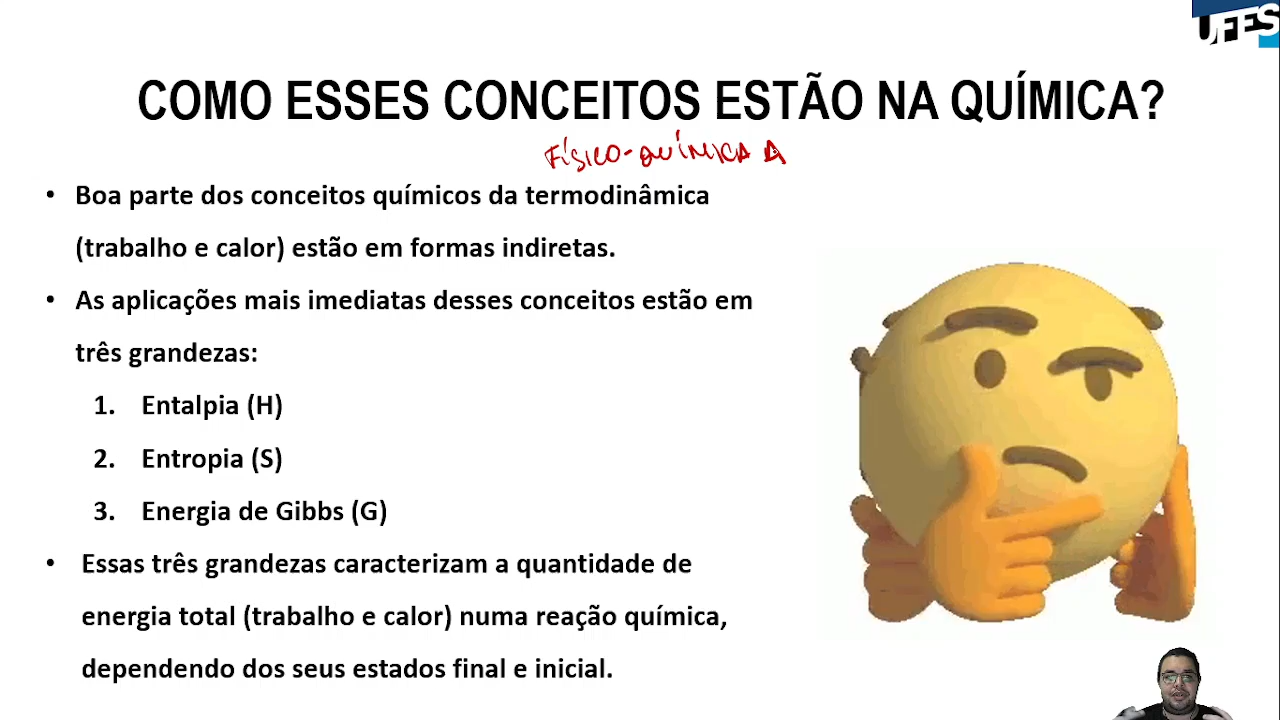 UFES
COMO ESSES CONCEITOS ESTÃO NA QUÍMICA?
FÍSICO-QUÍMICA A
• Boa parte dos conceitos químicos da termodinâmica
(trabalho e calor) estão em formas indiretas.
• As aplicações mais imediatas desses conceitos estão em
três grandezas:
1. Entalpia (H)
2. Entropia (S)
3. Energia de Gibbs (G)
• Essas três grandezas caracterizam a quantidade de
energia total (trabalho e calor) numa reação química,
dependendo dos seus estados final e inicial.